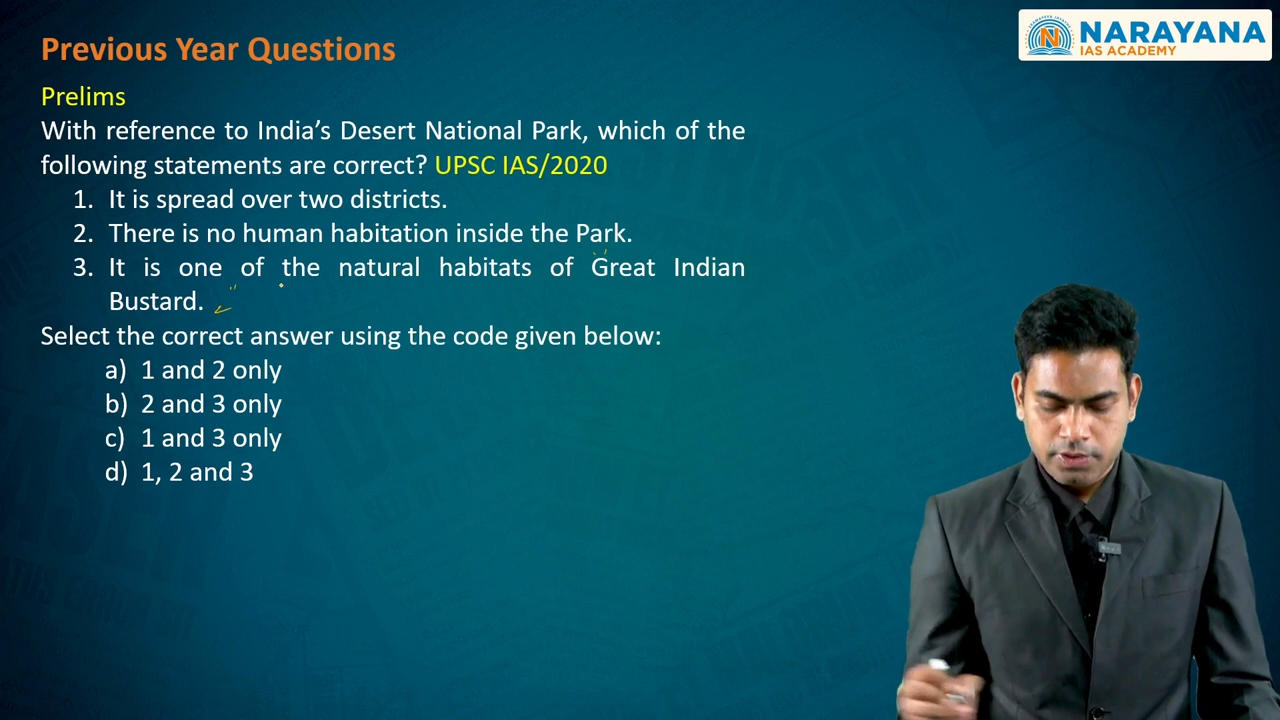 Previous Year Questions
NARAYANA
IAS ACADEMY
Prelims
With reference to India's Desert National Park, which of the
following statements are correct? UPSC IAS/2020
1. It is spread over two districts.
2. There is no human habitation inside the Park.
3. It is one of the natural habitats of Great Indian
Bustard.
Select the correct answer using the code given below:
a) 1 and 2 only
b) 2 and 3 only
c) 1 and 3 only
d) 1, 2 and 3